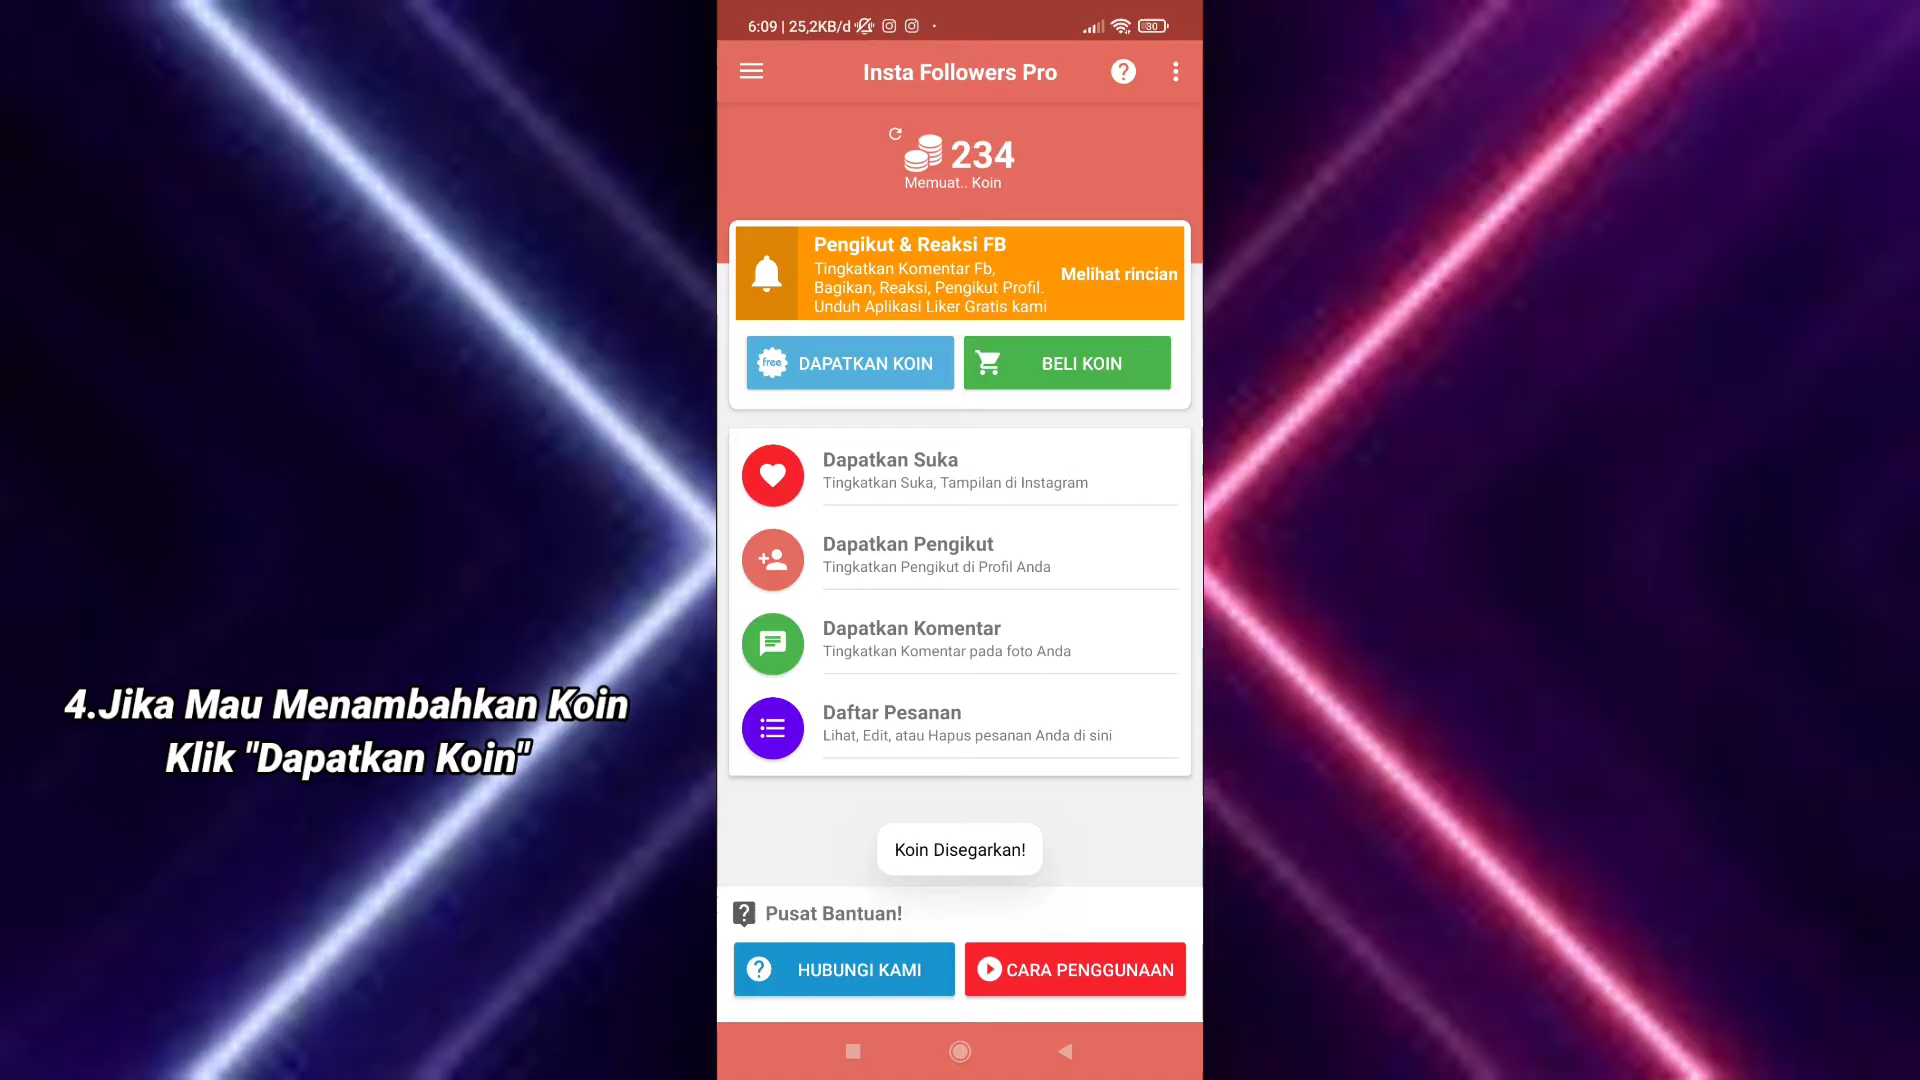 6:09 | 25,2KB/d
30
Insta Followers Pro
234
Memuat.. Koin
Pengikut & Reaksi FB
Tingkatkan Komentar Fb,
Bagikan, Reaksi, Pengikut Profil.
Unduh Aplikasi Liker Gratis kami
Melihat rincian
free
DAPATKAN KOIN
BELI KOIN
Dapatkan Suka
Tingkatkan Suka, Tampilan di Instagram
Dapatkan Pengikut
Tingkatkan Pengikut di Profil Anda
Dapatkan Komentar
Tingkatkan Komentar pada foto Anda
Daftar Pesanan
Lihat, Edit, atau Hapus pesanan Anda di sini
4.Jika Mau Menambahkan Koin
Klik "Dapatkan Koin"
Koin Disegarkan!
Pusat Bantuan!
HUBUNGI KAMI
CARA PENGGUNAAN